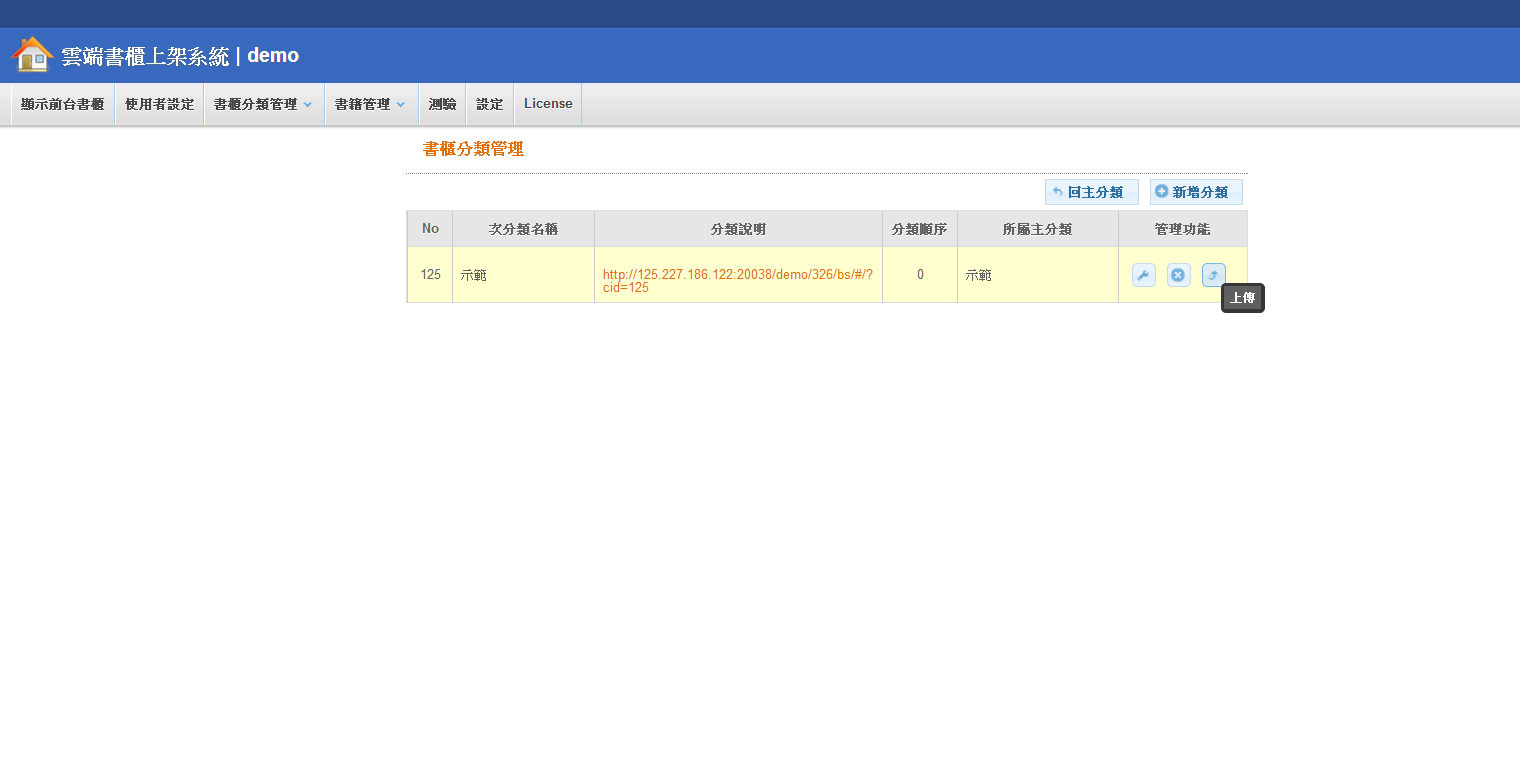 雲端書櫃上架系統 | demo
顯示前台書櫃 使用者設定 書櫃分類管理 書籍管理 測驗 設定 License
書櫃分類管理
回主分類 新增分類
No 次分類名稱 分類說明 分類順序 所屬主分類 管理功能
125 示範 http://125.227.186.122:20038/demo/326/bs/#/? 0 示範
cid=125
上傳